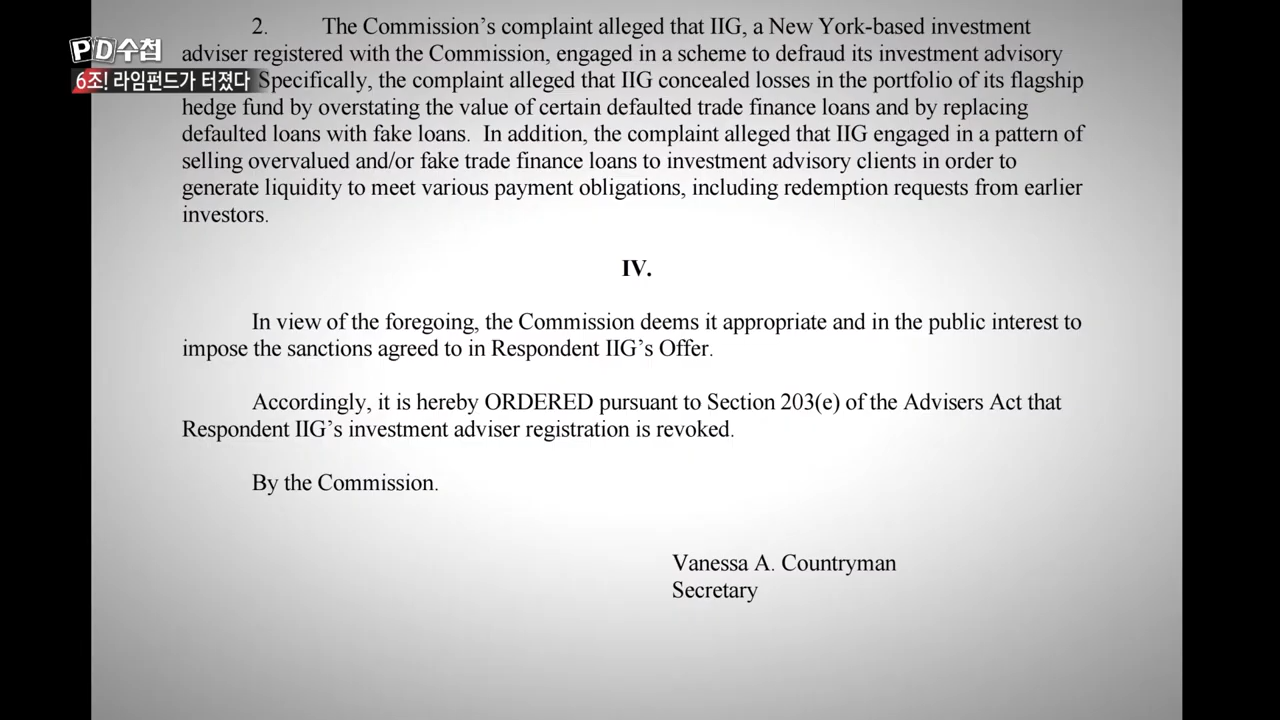 PD수첩
6조! 라임펀드가 터졌다
2. The Commission's complaint alleged that IIG, a New York-based investment
adviser registered with the Commission, engaged in a scheme to defraud its investment advisory
Specifically, the complaint alleged that IIG concealed losses in the portfolio of its flagship
hedge fund by overstating the value of certain defaulted trade finance loans and by replacing
defaulted loans with fake loans. In addition, the complaint alleged that IIG engaged in a pattern of
selling overvalued and/or fake trade finance loans to investment advisory clients in order to
generate liquidity to meet various payment obligations, including redemption requests from earlier
investors.
IV.
In view of the foregoing, the Commission deems it appropriate and in the public interest to
impose the sanctions agreed to in Respondent IIG's Offer.
Accordingly, it is hereby ORDERED pursuant to Section 203(e) of the Advisers Act that
Respondent IIG's investment adviser registration is revoked.
By the Commission.
Vanessa A. Countryman
Secretary